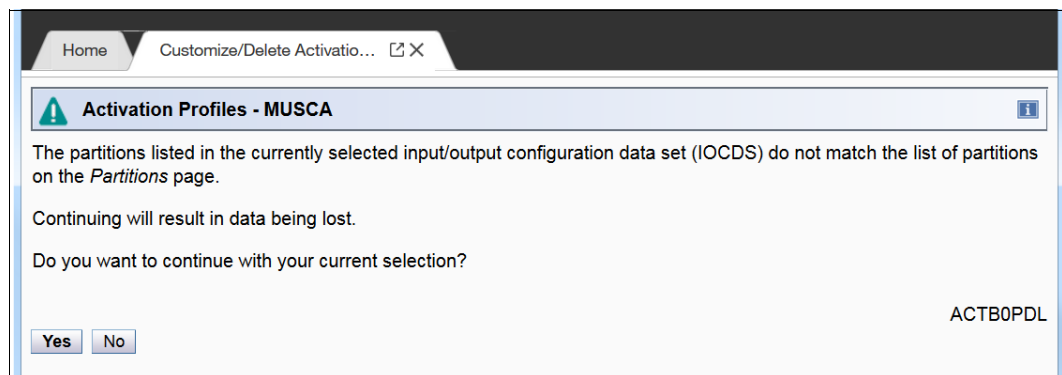 Home
Customize/Delete Activatio...
Activation Profiles - MUSCA
The partitions listed in the currently selected input/output configuration data set (IOCDS) do not match the list of partitions
on the Partitions page.
Continuing will result in data being lost.
Do you want to continue with your current selection?
ACTB0PDL
Yes
No